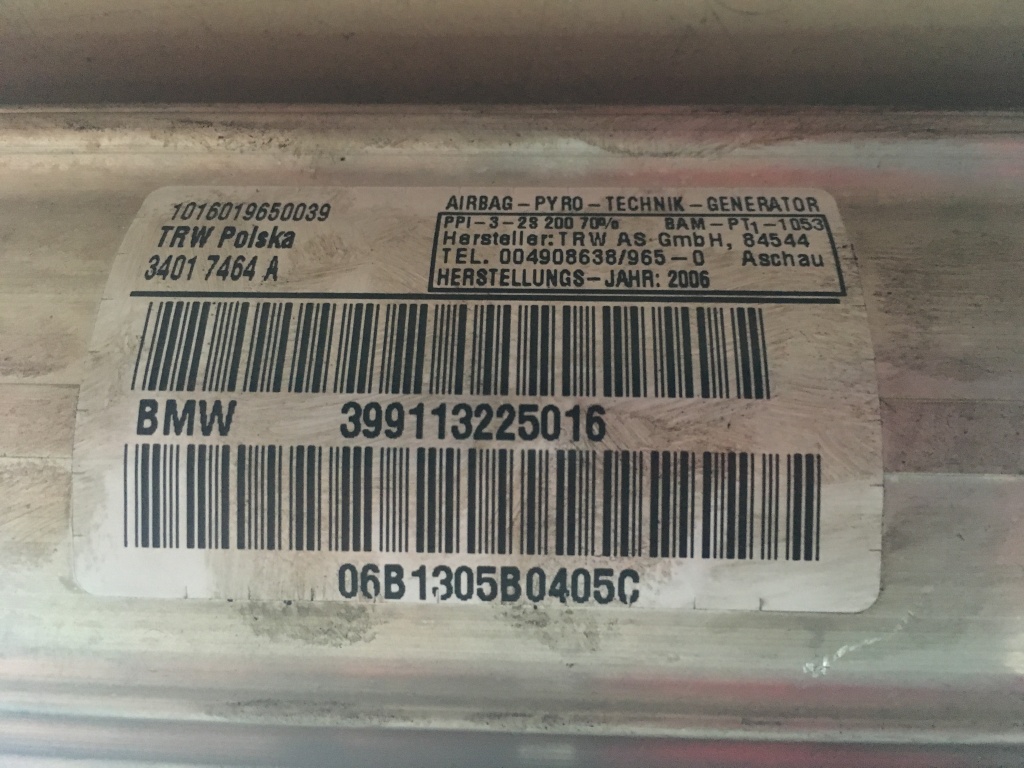 1016019650039
TRW Polska
3401 7464 A
AIRBAG-PYRO-TECHNIK-GENERATOR
PPI-3-2S 200 70% BAM-PT1-1053
Hersteller: TRW AS GmbH, 84544
TEL. 004908638/965-0 Aschau
HERSTELLUNGS-JAHR: 2006
BMW 399113225016
06B1305B0405C